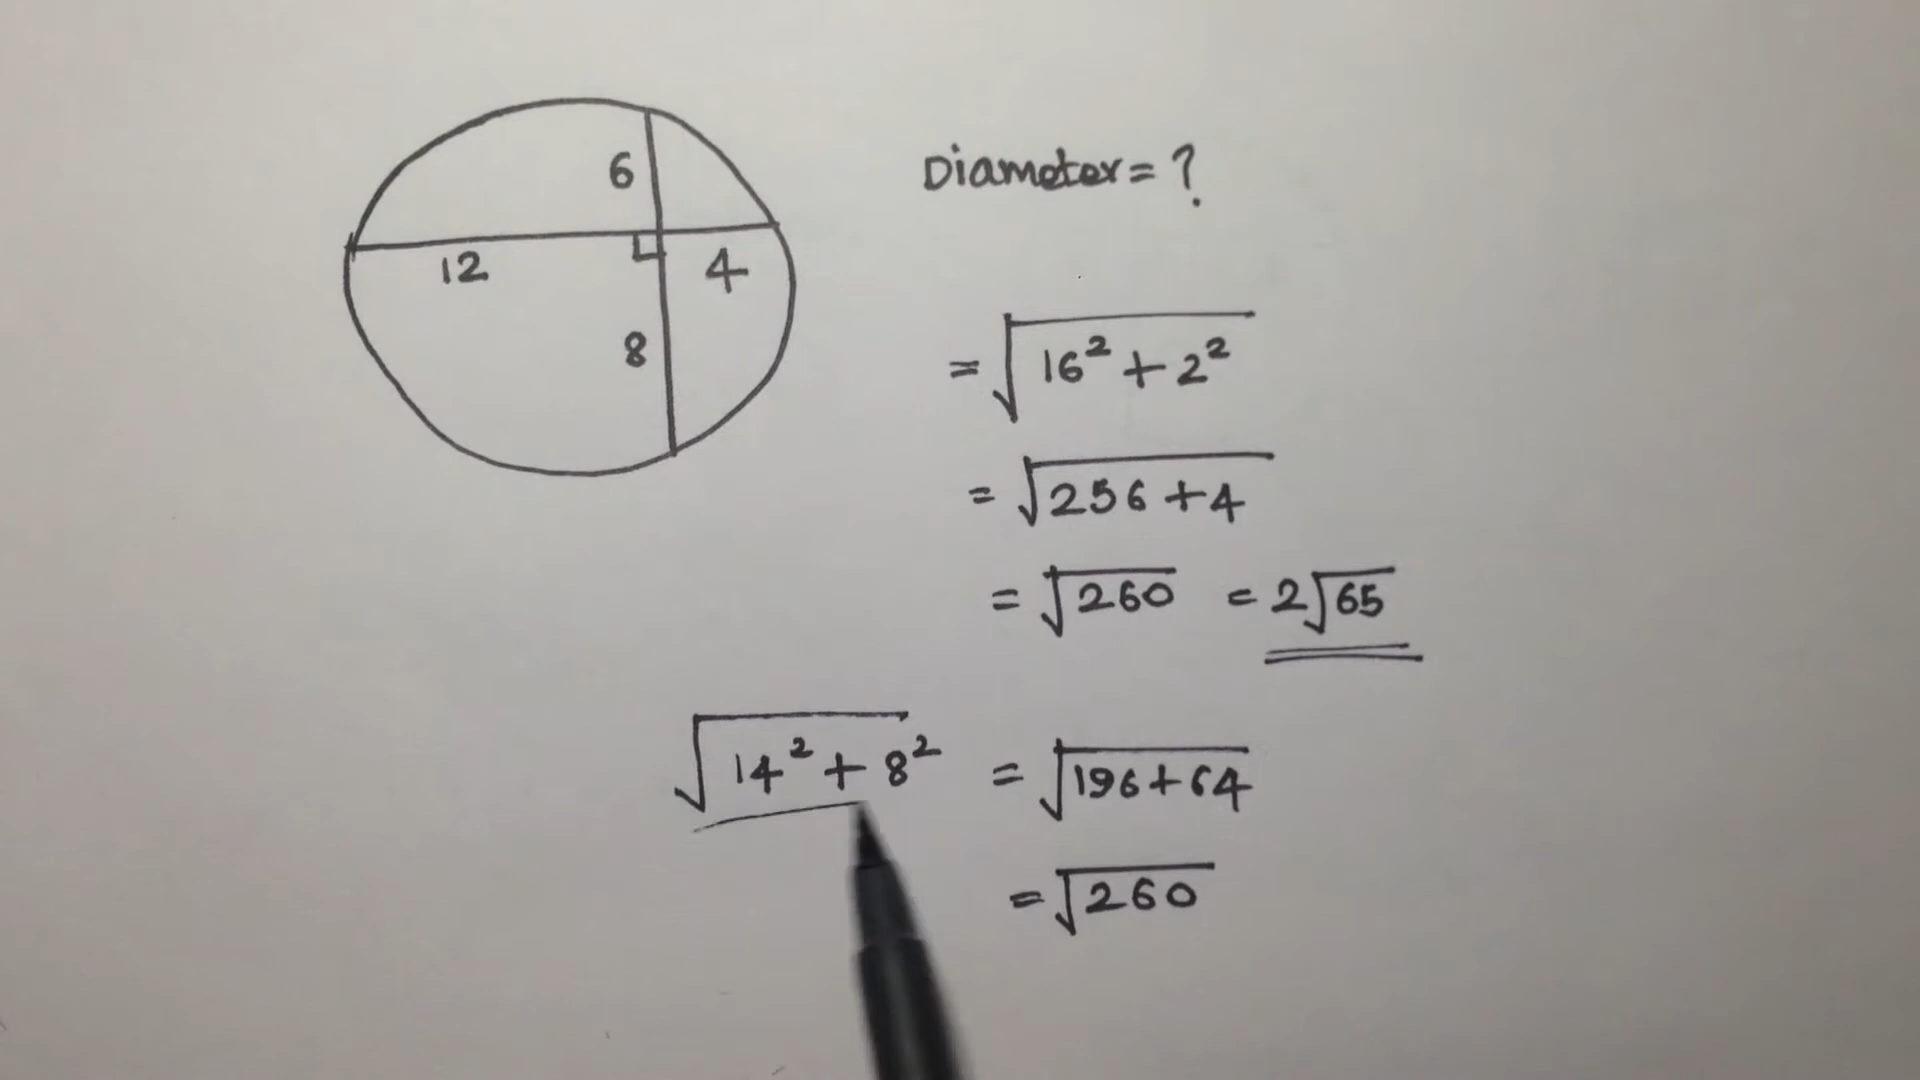 6
12
4
8
Diameter = ?
= √16² + 2²
= √256 + 4
= √260 = 2√65
√14² + 8² = √196 + 64
= √260